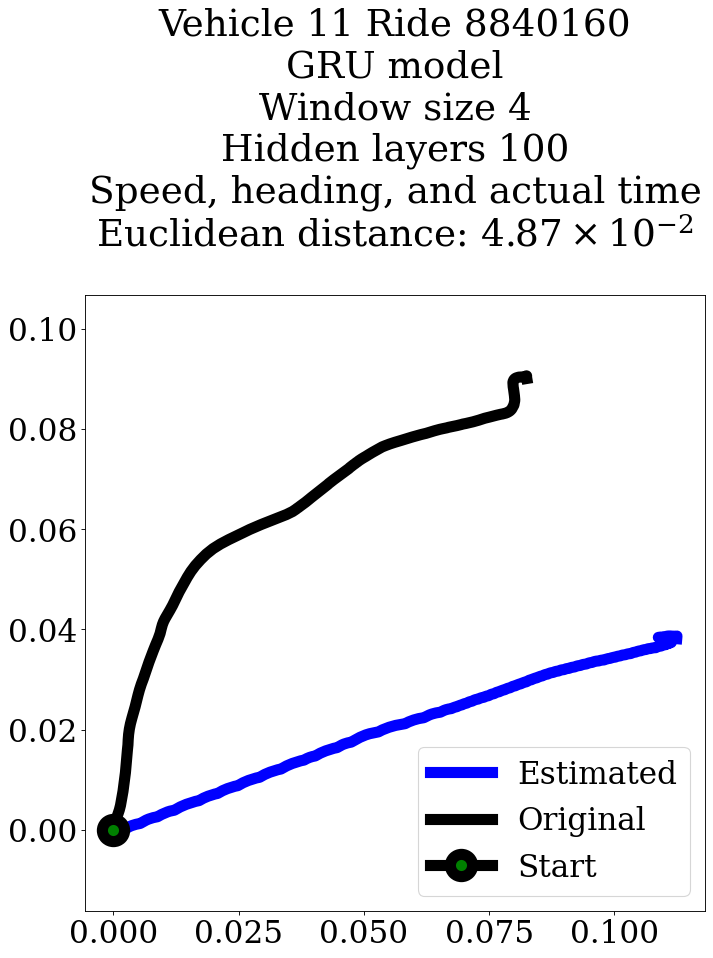 Vehicle 11 Ride 8840160
GRU model
Window size 4
Hidden layers 100
Speed, heading, and actual time
Euclidean distance: 4.87 × 10⁻²
0.10
0.08
0.06
0.04
0.02
0.00
Estimated
Original
Start
0.000 0.025 0.050 0.075 0.100